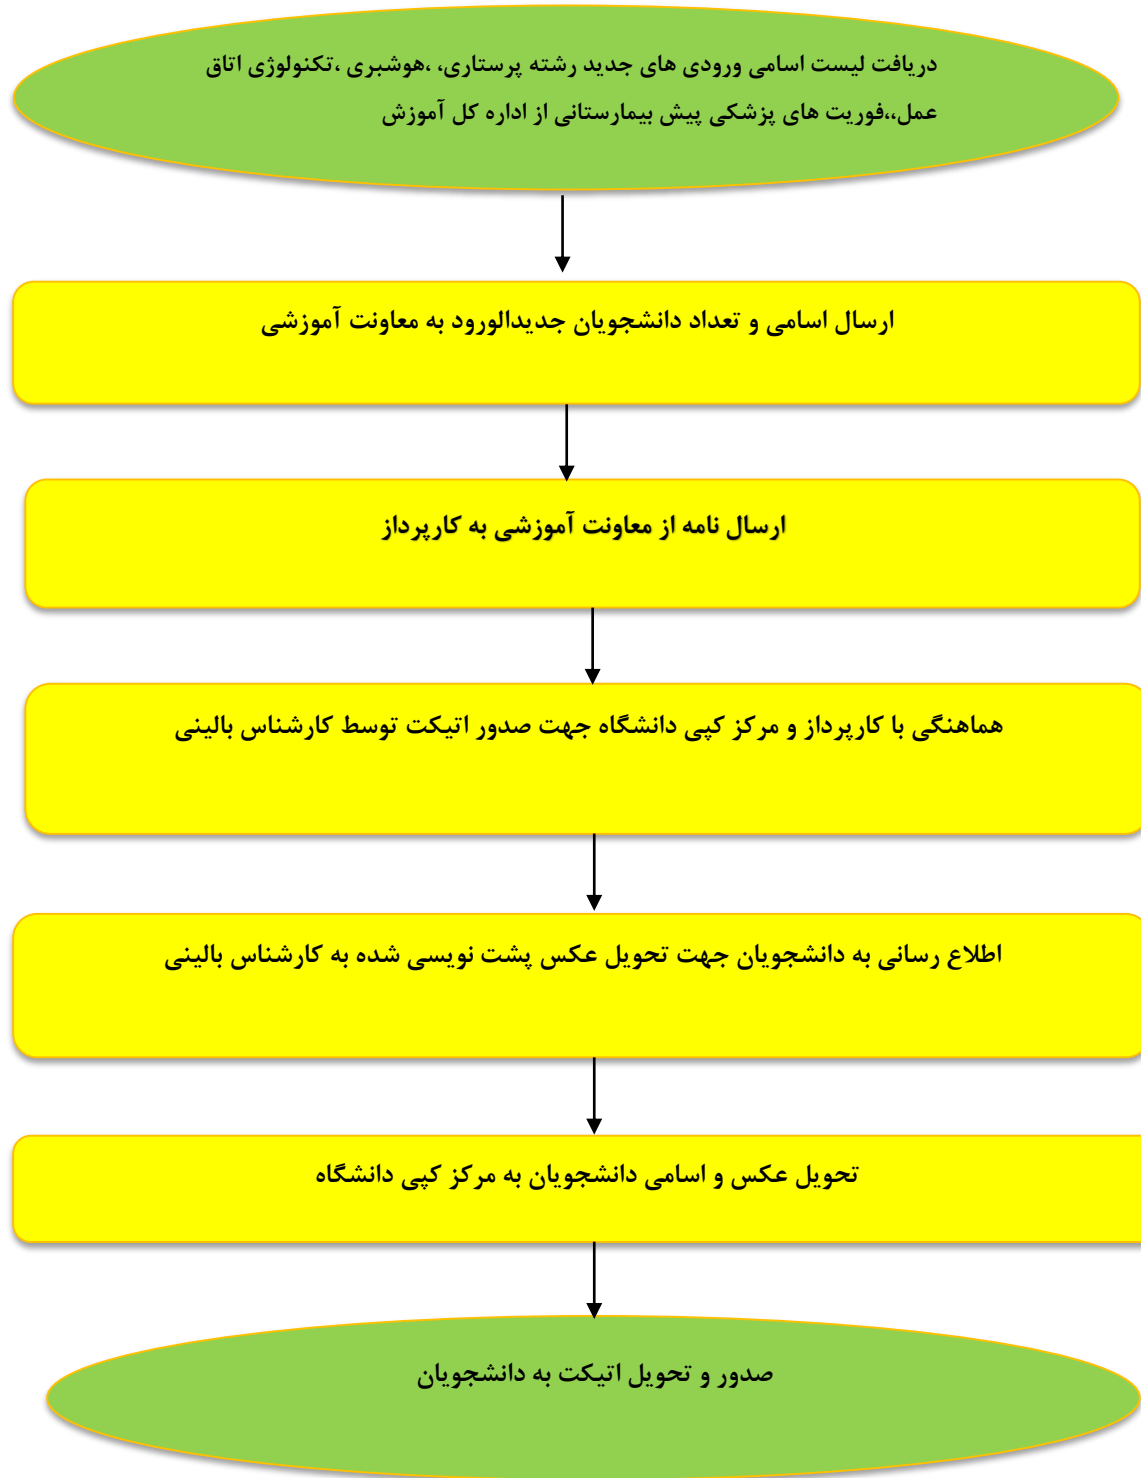 دریافت لیست اسامی ورودی های جدید رشته پرستاری، ،هوشبری ،تکنولوژی اتاق
عمل،،فوریت های پزشکی پیش بیمارستانی از اداره کل آموزش
ارسال اسامی و تعداد دانشجویان جدیدالورود به معاونت آموزشی
ارسال نامه از معاونت آموزشی به کارپرداز
هماهنگی با کارپرداز و مرکز کپی دانشگاه جهت صدور اتیکت توسط کارشناس بالینی
اطلاع رسانی به دانشجویان جهت تحویل عکس پشت نویسی شده به کارشناس بالینی
تحویل عکس و اسامی دانشجویان به مرکز کپی دانشگاه
صدور و تحویل اتیکت به دانشجویان